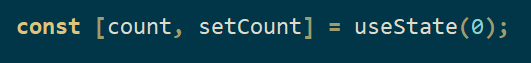 const [count, setCount] = useState(0);